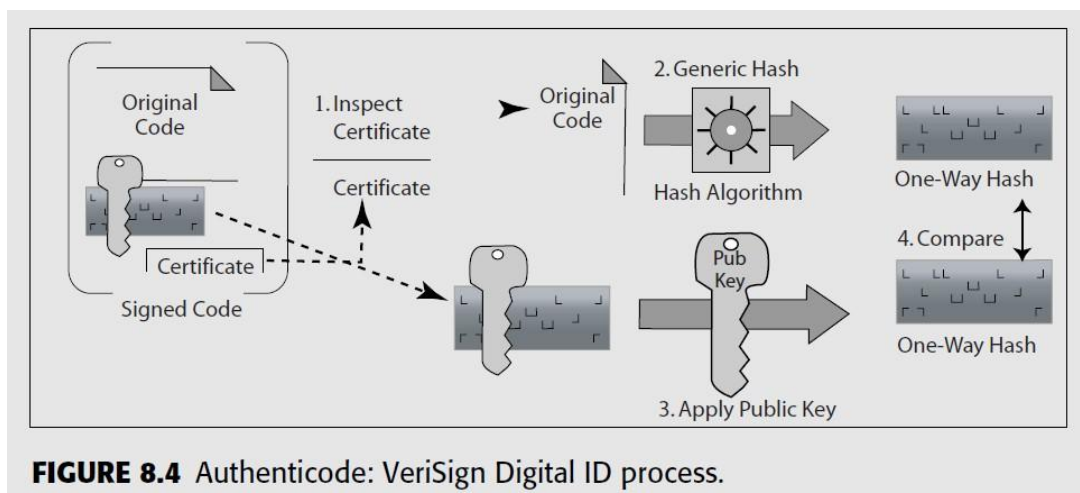 Original
Code
Certificate
Signed Code
1. Inspect
Certificate
Certificate
Original
Code
2. Generic Hash
Hash Algorithm
Pub
Key
3. Apply Public Key
One-Way Hash
4. Compare
One-Way Hash
FIGURE 8.4 Authenticode: VeriSign Digital ID process.